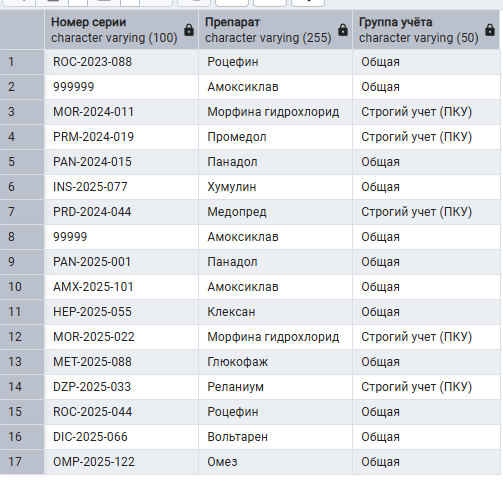 Номер серии Препарат Группа учёта
character varying (100) character varying (255) character varying (50)
1 ROC-2023-088 Роцефин Общая
2 999999 Амоксиклав Общая
3 MOR-2024-011 Морфина гидрохлорид Строгий учет (ПКУ)
4 PRM-2024-019 Промедол Строгий учет (ПКУ)
5 PAN-2024-015 Панадол Общая
6 INS-2025-077 Хумулин Общая
7 PRD-2024-044 Медопред Строгий учет (ПКУ)
8 99999 Амоксиклав Общая
9 PAN-2025-001 Панадол Общая
10 AMX-2025-101 Амоксиклав Общая
11 HEP-2025-055 Клексан Общая
12 MOR-2025-022 Морфина гидрохлорид Строгий учет (ПКУ)
13 MET-2025-088 Глюкофаж Общая
14 DZP-2025-033 Реланиум Строгий учет (ПКУ)
15 ROC-2025-044 Роцефин Общая
16 DIC-2025-066 Вольтарен Общая
17 OMP-2025-122 Омез Общая